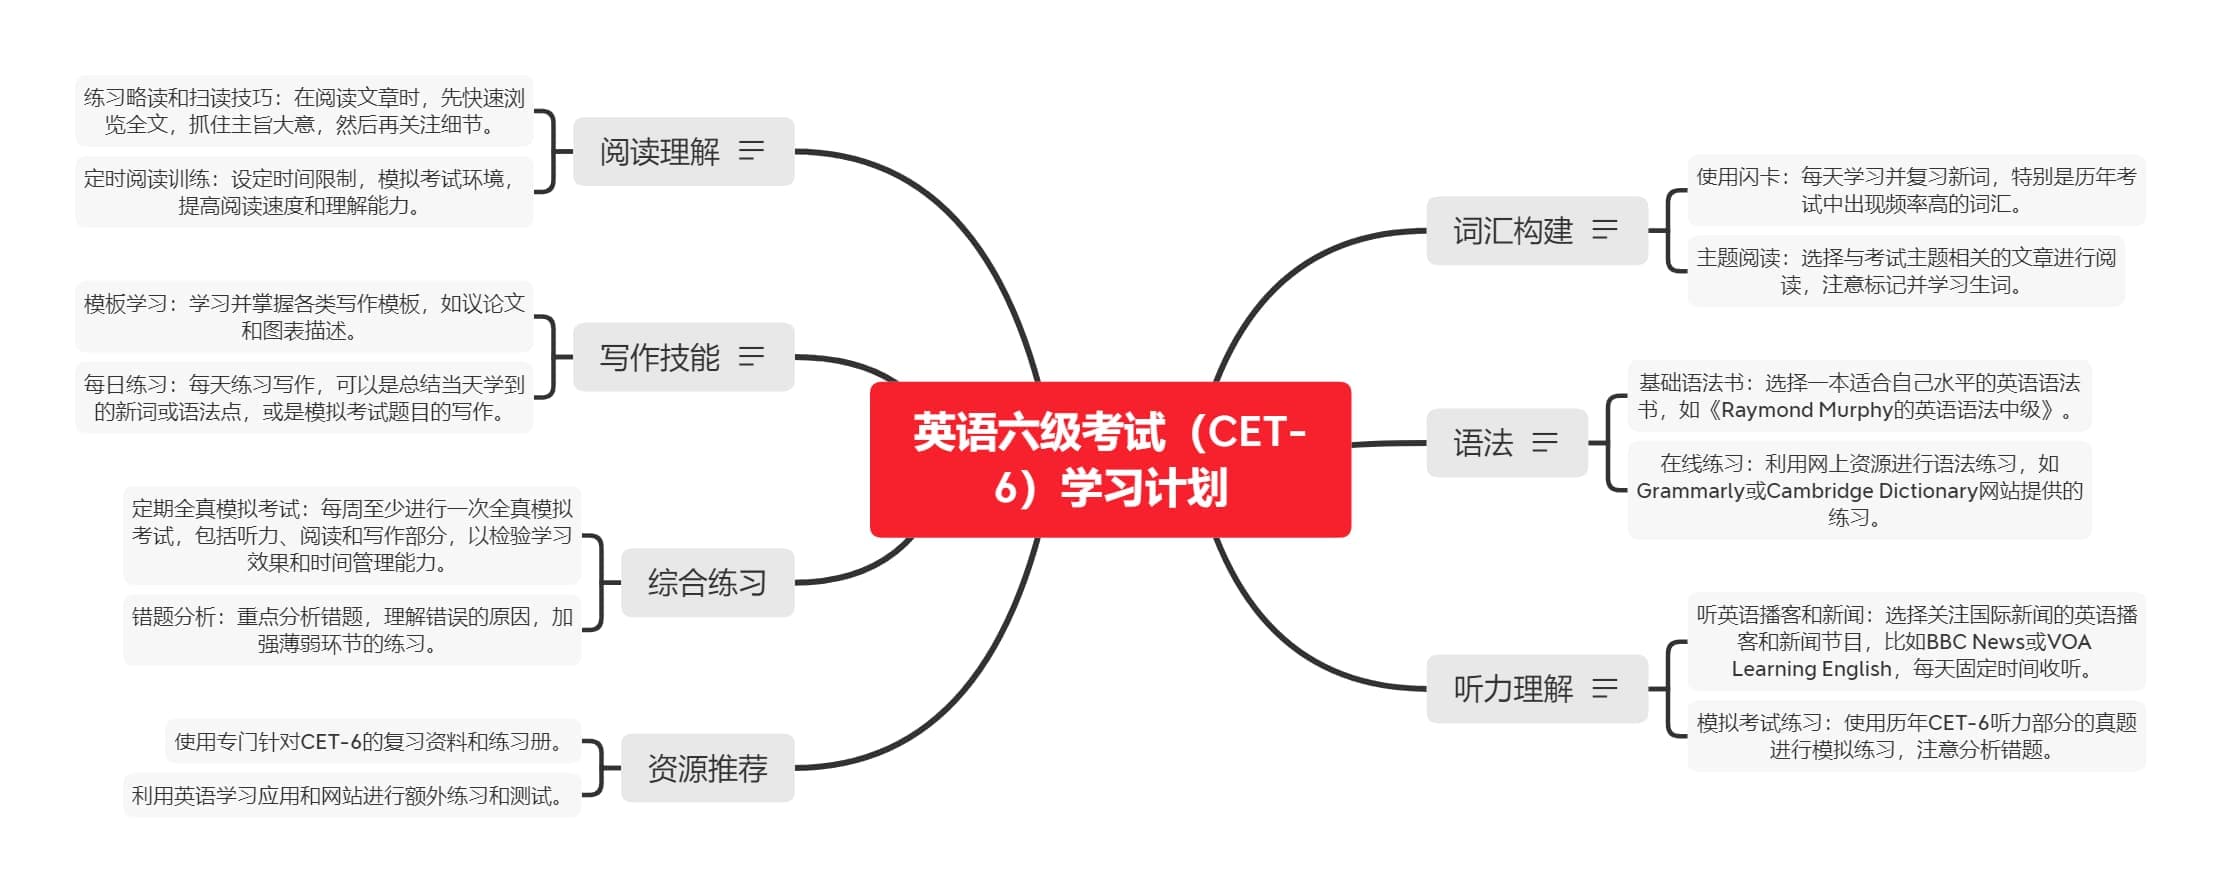 英语六级考试（CET-
6）学习计划
词汇构建
使用闪卡：每天学习并复习新词，特别是历年考
试中出现频率高的词汇。
主题阅读：选择与考试主题相关的文章进行阅
读，注意标记并学习生词。
语法
基础语法书：选择一本适合自己水平的英语语法
书，如《Raymond Murphy的英语语法中级》。
在线练习：利用网上资源进行语法练习，如
Grammarly或Cambridge Dictionary网站提供的
练习。
听力理解
听英语播客和新闻：选择关注国际新闻的英语播
客和新闻节目，比如BBC News或VOA
Learning English，每天固定时间收听。
模拟考试练习：使用历年CET-6听力部分的真题
进行模拟练习，注意分析错题。
阅读理解
练习略读和扫读技巧：在阅读文章时，先快速浏
览全文，抓住主旨大意，然后再关注细节。
定时阅读训练：设定时间限制，模拟考试环境，
提高阅读速度和理解能力。
写作技能
模板学习：学习并掌握各类写作模板，如议论文
和图表描述。
每日练习：每天练习写作，可以是总结当天学到
的新词或语法点，或是模拟考试题目的写作。
综合练习
定期全真模拟考试：每周至少进行一次全真模拟
考试，包括听力、阅读和写作部分，以检验学习
效果和时间管理能力。
错题分析：重点分析错题，理解错误的原因，加
强薄弱环节的练习。
资源推荐
使用专门针对CET-6的复习资料和练习册。
利用英语学习应用和网站进行额外练习和测试。